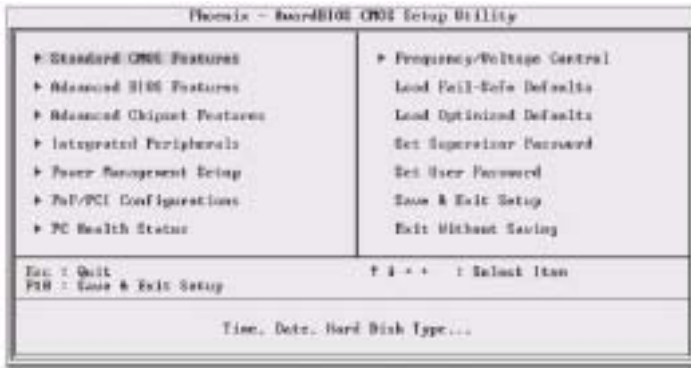 Phoenix - AwardBIOS CMOS Setup Utility
Standard CMOS Features
Advanced BIOS Features
Advanced Chipset Features
Integrated Peripherals
Power Management Setup
PnP/PCI Configurations
PC Health Status
Frequency/Voltage Control
Load Fail-Safe Defaults
Load Optimized Defaults
Set Supervisor Password
Set User Password
Save & Exit Setup
Exit Without Saving
Esc : Quit
F10 : Save & Exit Setup
↑ ↓ → ← : Select Item
Time, Date, Hard Disk Type...